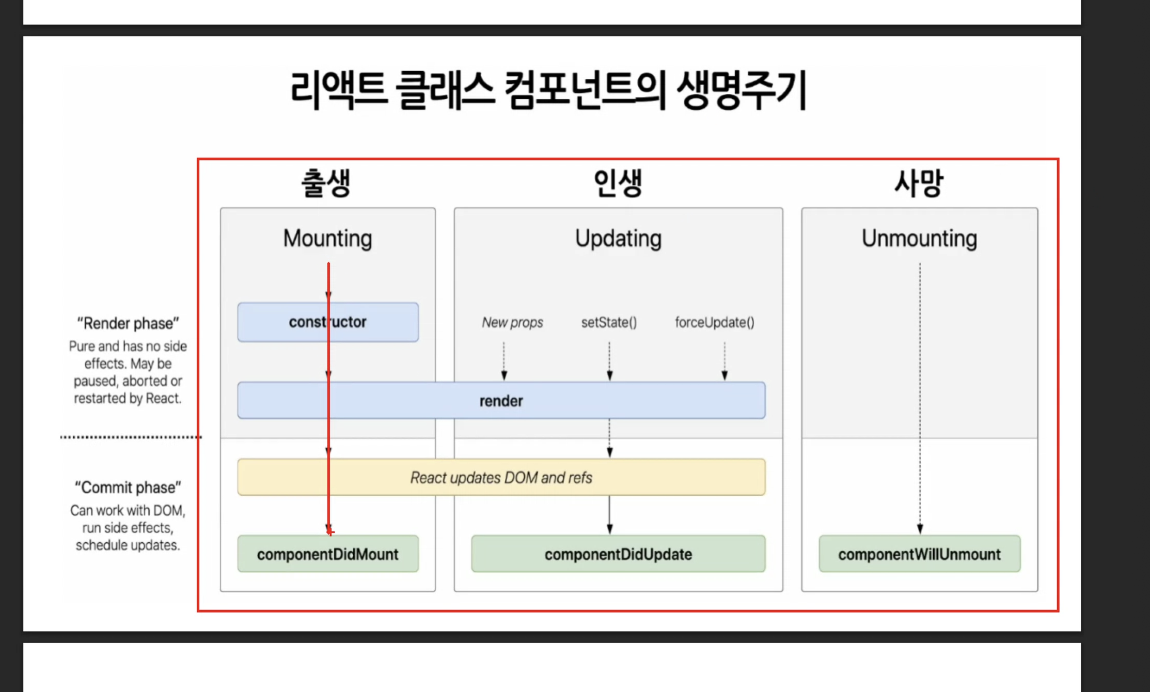 리액트 클래스 컴포넌트의 생명주기
출생
인생
사망
Mounting
Updating
Unmounting
"Render phase"
Pure and has no side
effects. May be
paused, aborted or
restarted by React.
constructor
New props
setState()
forceUpdate()
render
"Commit phase"
Can work with DOM,
run side effects,
schedule updates.
React updates DOM and refs
componentDidMount
componentDidUpdate
componentWillUnmount